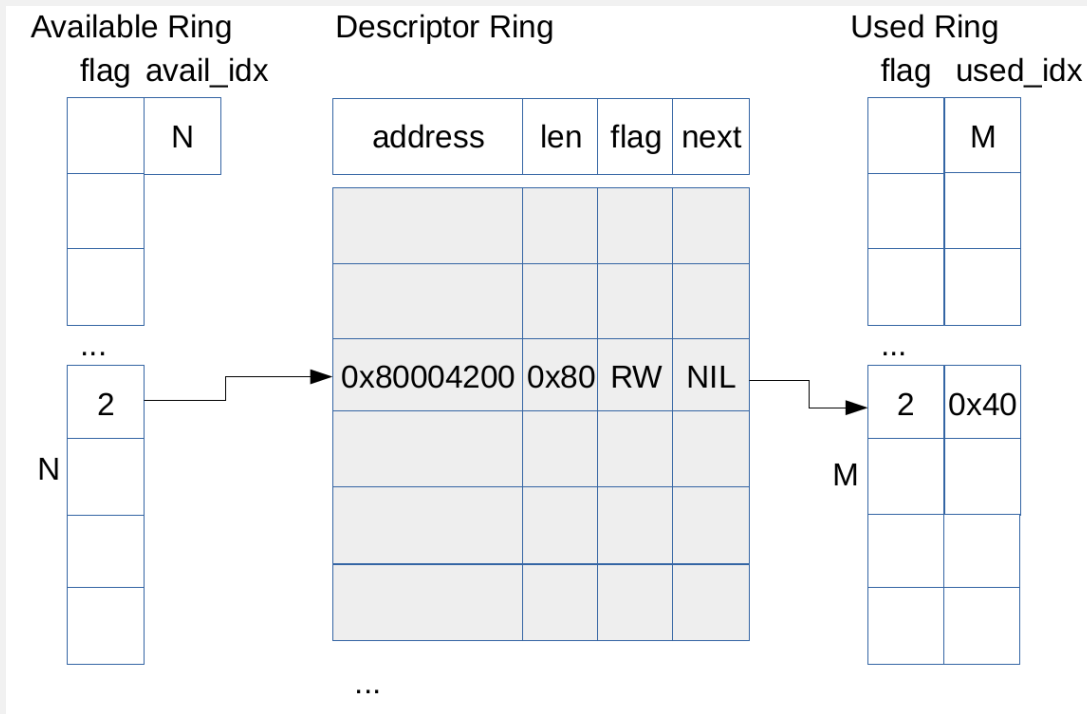 Available Ring
Descriptor Ring
Used Ring
flag avail_idx
flag used_idx
N
address len flag next
M
...
...
2
0x80004200 0x80 RW NIL
2 0x40
N
M
...